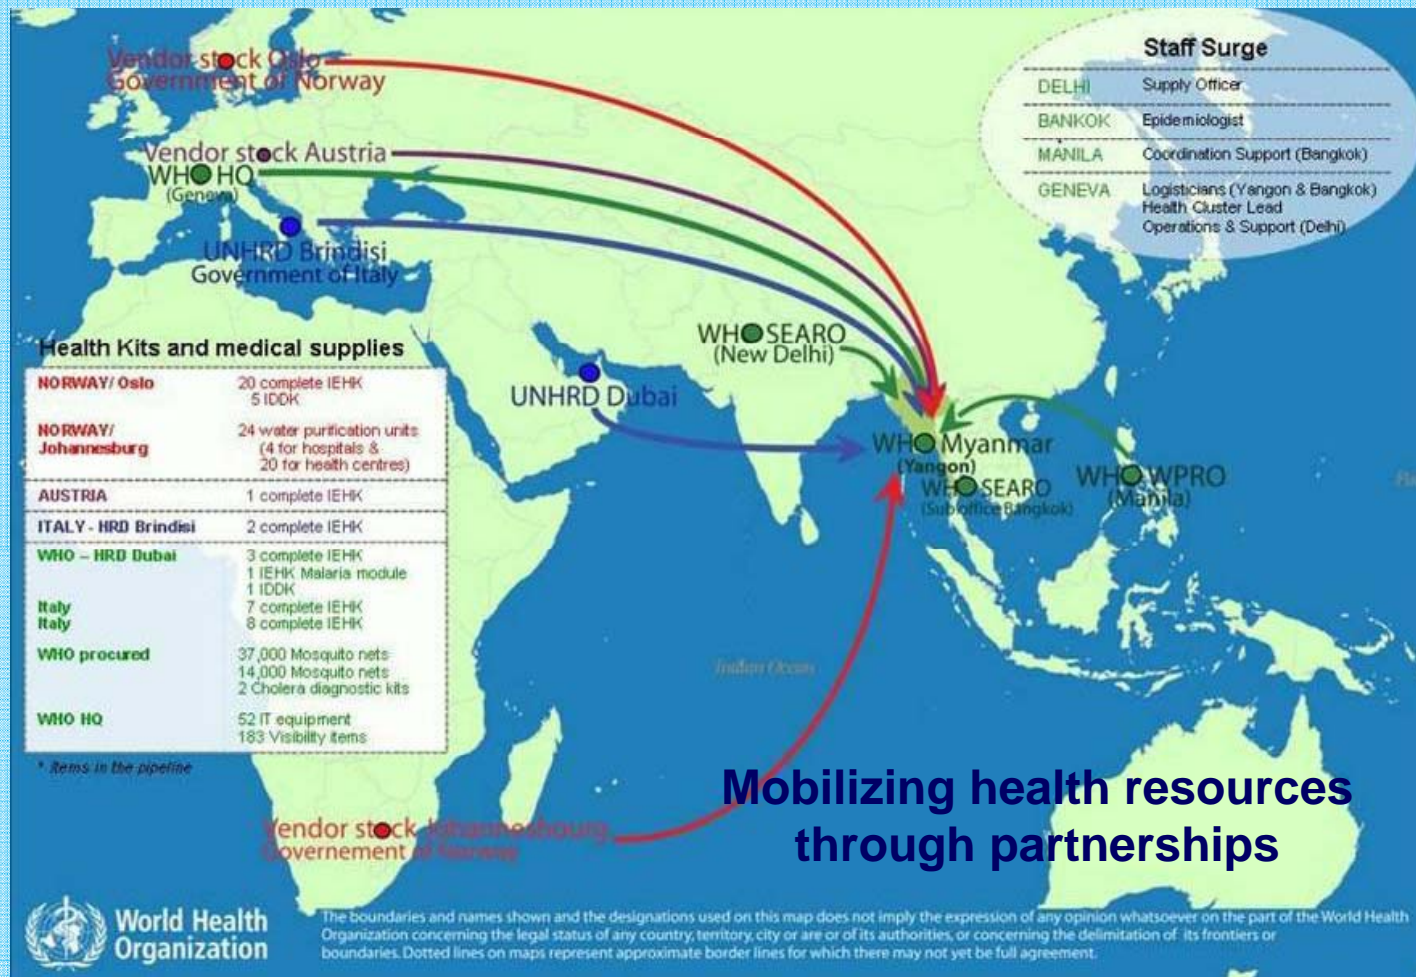 Vendor stock Oslo
Government of Norway
Vendor stock Austria
WHO HQ
(Geneva)
UNHRD Brindisi
Government of Italy
Staff Surge
DELHI Supply Officer
BANKOK Epidemiologist
MANILA Coordination Support (Bangkok)
GENEVA Logisticians (Yangon & Bangkok)
Health Cluster Lead
Operations & Support (Delhi)
WHO SEARO
(New Delhi)
UNHRD Dubai
WHO Myanmar
(Yangon)
WHO SEARO
(Sub office Bangkok)
WHO WPRO
(Manila)
Health Kits and medical supplies
NORWAY/ Oslo 20 complete IEHK
5 IDDK
NORWAY/ 24 water purification units
Johannesburg (4 for hospitals &
20 for health centres)
AUSTRIA 1 complete IEHK
ITALY - HRD Brindisi 2 complete IEHK
WHO – HRD Dubai 3 complete IEHK
1 IEHK Malaria module
1 IDDK
Italy 7 complete IEHK
Italy 8 complete IEHK
WHO procured 37,000 Mosquito nets
14,000 Mosquito nets
2 Cholera diagnostic kits
WHO HQ 52 IT equipment
183 Visibility items
* Items in the pipeline
Indian Ocean
Vendor stock Johanneshourg
Governement of Norway
Mobilizing health resources
through partnerships
World Health
Organization
The boundaries and names shown and the designations used on this map does not imply the expression of any opinion whatsoever on the part of the World Health
Organization concerning the legal status of any country, territory, city or are or of its authorities, or concerning the delimitation of its frontiers or
boundaries. Dotted lines on maps represent approximate border lines for which there may not yet be full agreement.